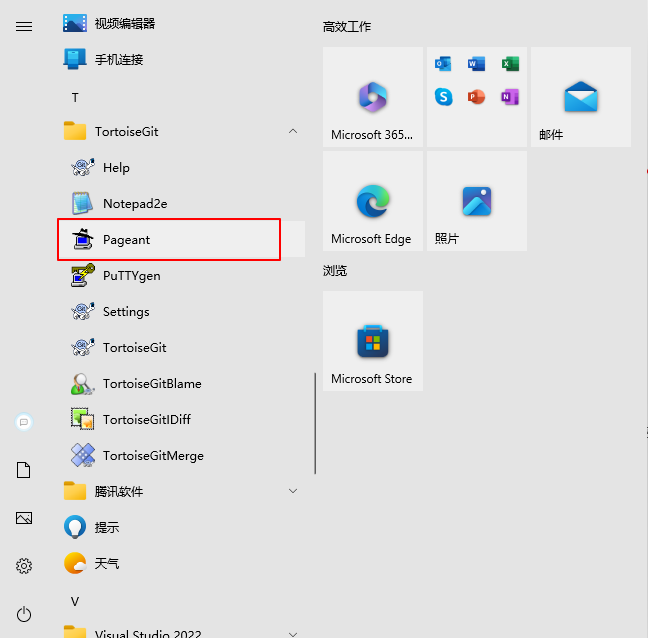 视频编辑器
手机连接
T
TortoiseGit
Help
Notepad2e
Pageant
PuTTYgen
Settings
TortoiseGit
TortoiseGitBlame
TortoiseGitIDiff
TortoiseGitMerge
腾讯软件
提示
天气
V
Visual Studio 2022
高效工作
Microsoft 365...
邮件
Microsoft Edge
照片
浏览
Microsoft Store